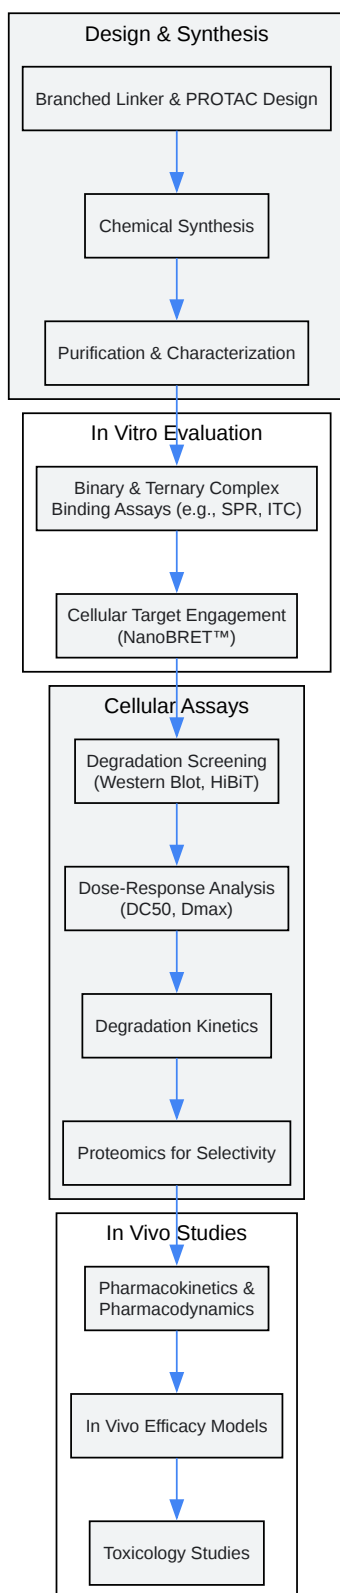 Design & Synthesis
Branched Linker & PROTAC Design
Chemical Synthesis
Purification & Characterization
In Vitro Evaluation
Binary & Ternary Complex
Binding Assays (e.g., SPR, ITC)
Cellular Target Engagement
(NanoBRET™)
Cellular Assays
Degradation Screening
(Western Blot, HiBiT)
Dose-Response Analysis
(DC50, Dmax)
Degradation Kinetics
Proteomics for Selectivity
In Vivo Studies
Pharmacokinetics &
Pharmacodynamics
In Vivo Efficacy Models
Toxicology Studies